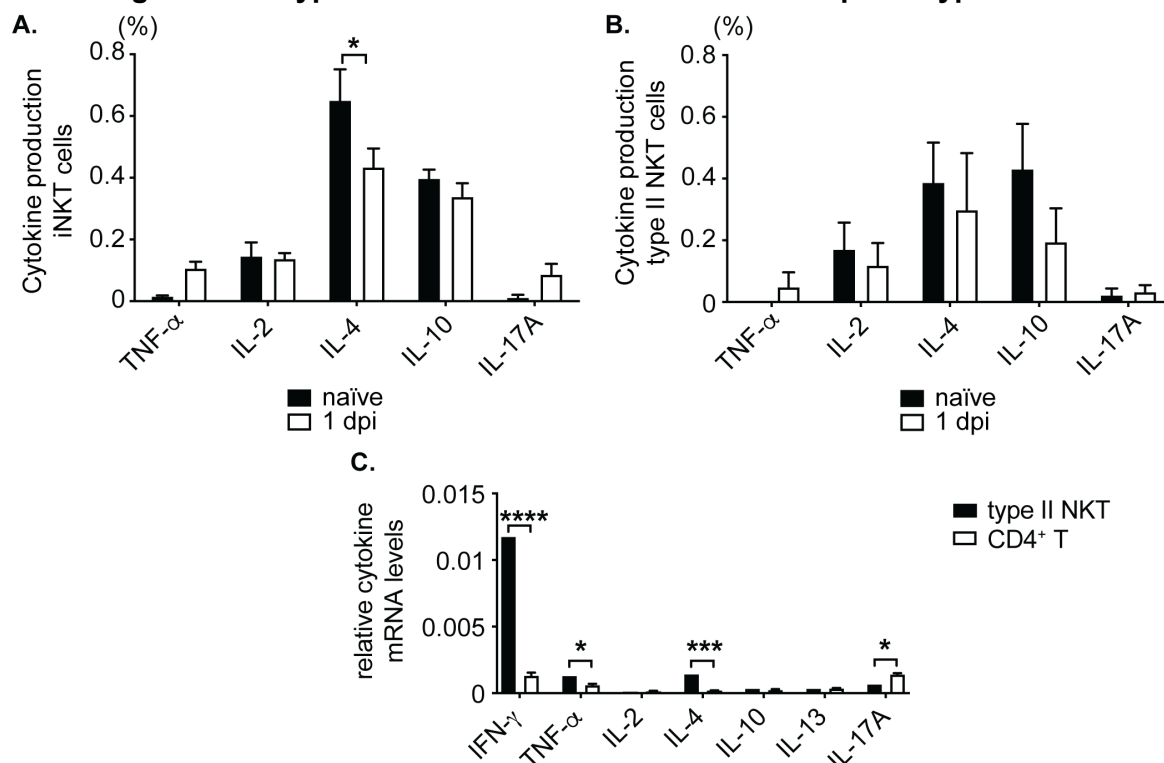 A.
(%)
Cytokine production
iNKT cells
0.8
0.6
0.4
0.2
0
*
TNF-α
IL-2
IL-4
IL-10
IL-17A
naïve
1 dpi
B.
(%)
Cytokine production
type II NKT cells
0.8
0.6
0.4
0.2
0
TNF-α
IL-2
IL-4
IL-10
IL-17A
naïve
1 dpi
C.
relative cytokine
mRNA levels
0.015
0.01
0.005
0
****
*
***
*
IFN-γ
TNF-α
IL-2
IL-4
IL-10
IL-13
IL-17A
type II NKT
CD4⁺ T